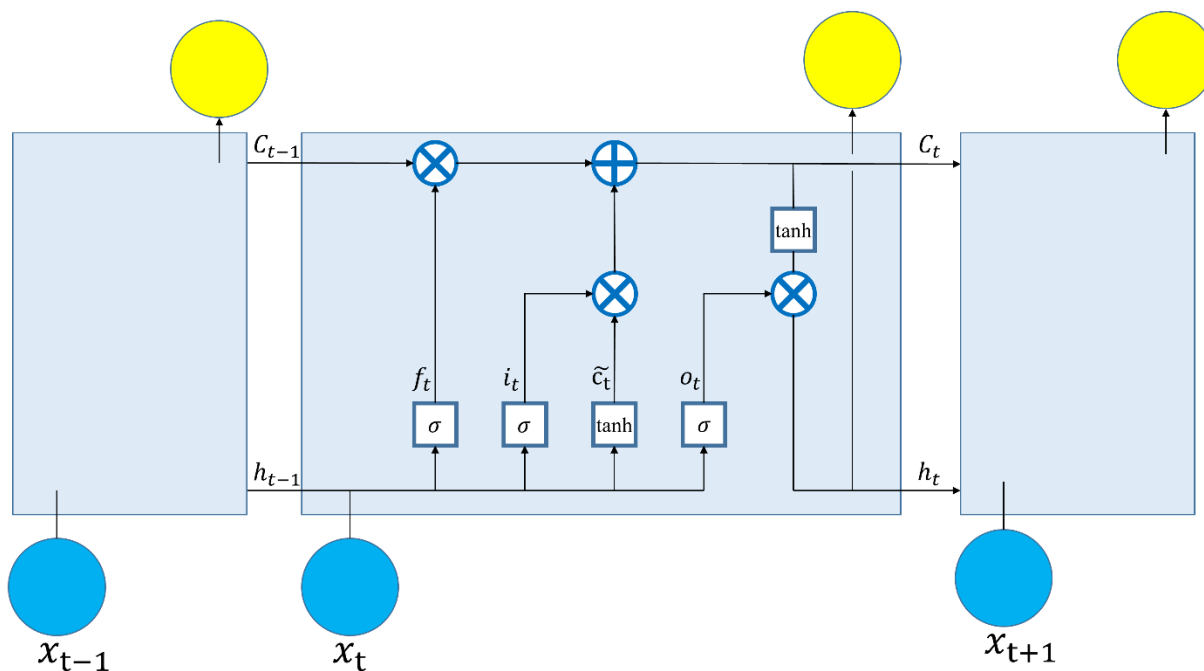 C_{t-1}
C_t
tanh
f_t
i_t
c̃_t
o_t
σ
σ
tanh
σ
h_{t-1}
h_t
x_{t-1}
x_t
x_{t+1}